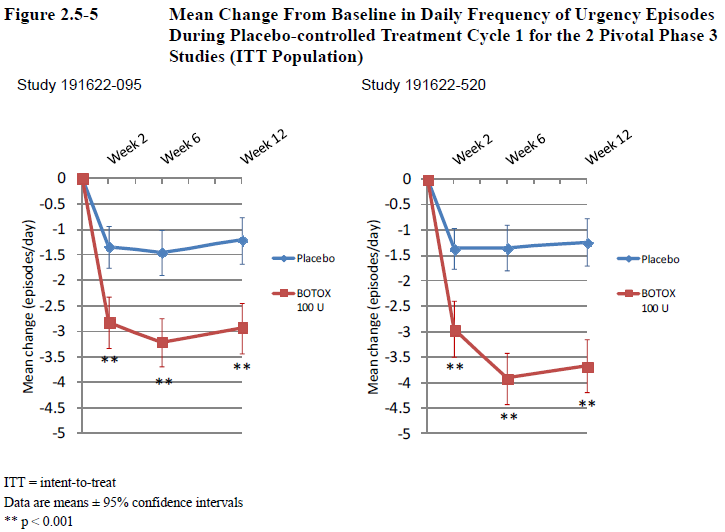 Figure 2.5-5 Mean Change From Baseline in Daily Frequency of Urgency Episodes
During Placebo-controlled Treatment Cycle 1 for the 2 Pivotal Phase 3
Studies (ITT Population)
Study 191622-095
Week 2 Week 6 Week 12
Mean change (episodes/day)
0
-0.5
-1
-1.5
-2
-2.5
-3
-3.5
-4
-4.5
-5
Placebo
BOTOX
100 U
**
**
**
Study 191622-520
Week 2 Week 6 Week 12
Mean change (episodes/day)
0
-0.5
-1
-1.5
-2
-2.5
-3
-3.5
-4
-4.5
-5
Placebo
BOTOX
100 U
**
**
**
ITT = intent-to-treat
Data are means ± 95% confidence intervals
** p < 0.001